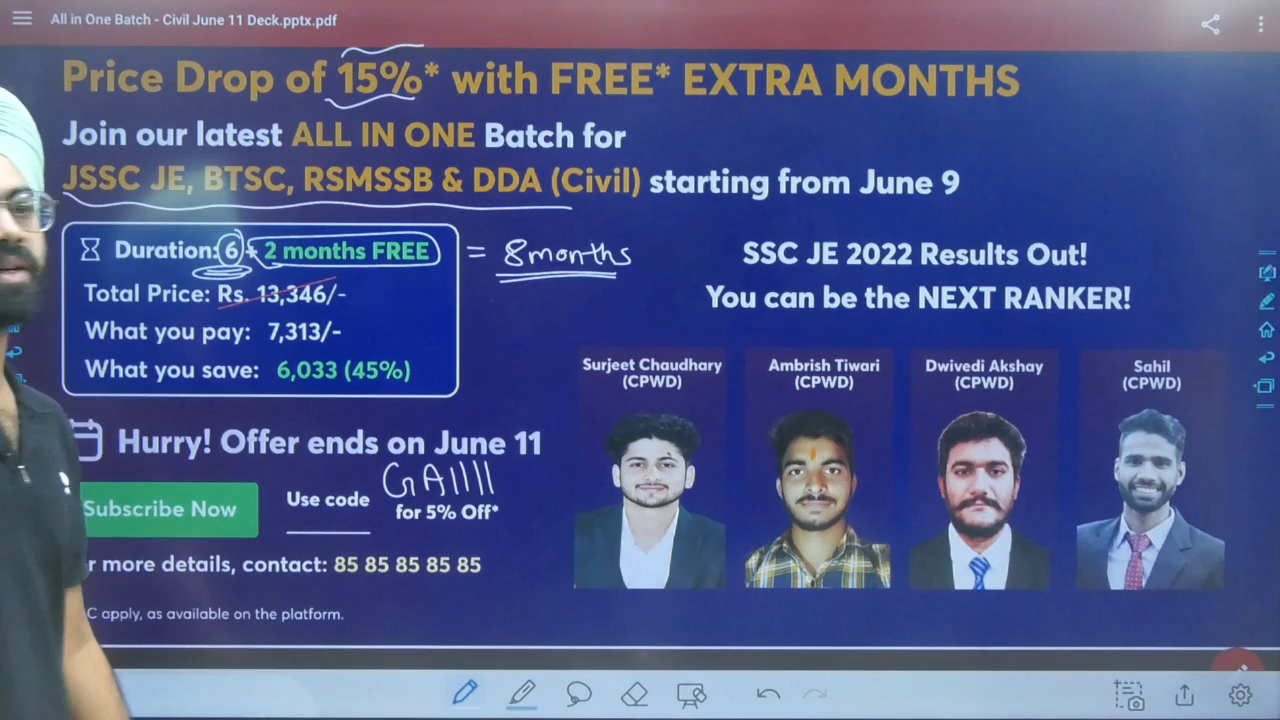 All in One Batch - Civil June 11 Deck.pptx.pdf
Price Drop of 15%* with FREE* EXTRA MONTHS
Join our latest ALL IN ONE Batch for
JSSC JE, BTSC, RSMSSB & DDA (Civil) starting from June 9
Duration: 6 + 2 months FREE = 8 months
Total Price: Rs. 13,346/-
What you pay: 7,313/-
What you save: 6,033 (45%)
SSC JE 2022 Results Out!
You can be the NEXT RANKER!
Surjeet Chaudhary
(CPWD)
Ambrish Tiwari
(CPWD)
Dwivedi Akshay
(CPWD)
Sahil
(CPWD)
Hurry! Offer ends on June 11
Subscribe Now
Use code GA1111
for 5% Off*
r more details, contact: 85 85 85 85 85
C apply, as available on the platform.